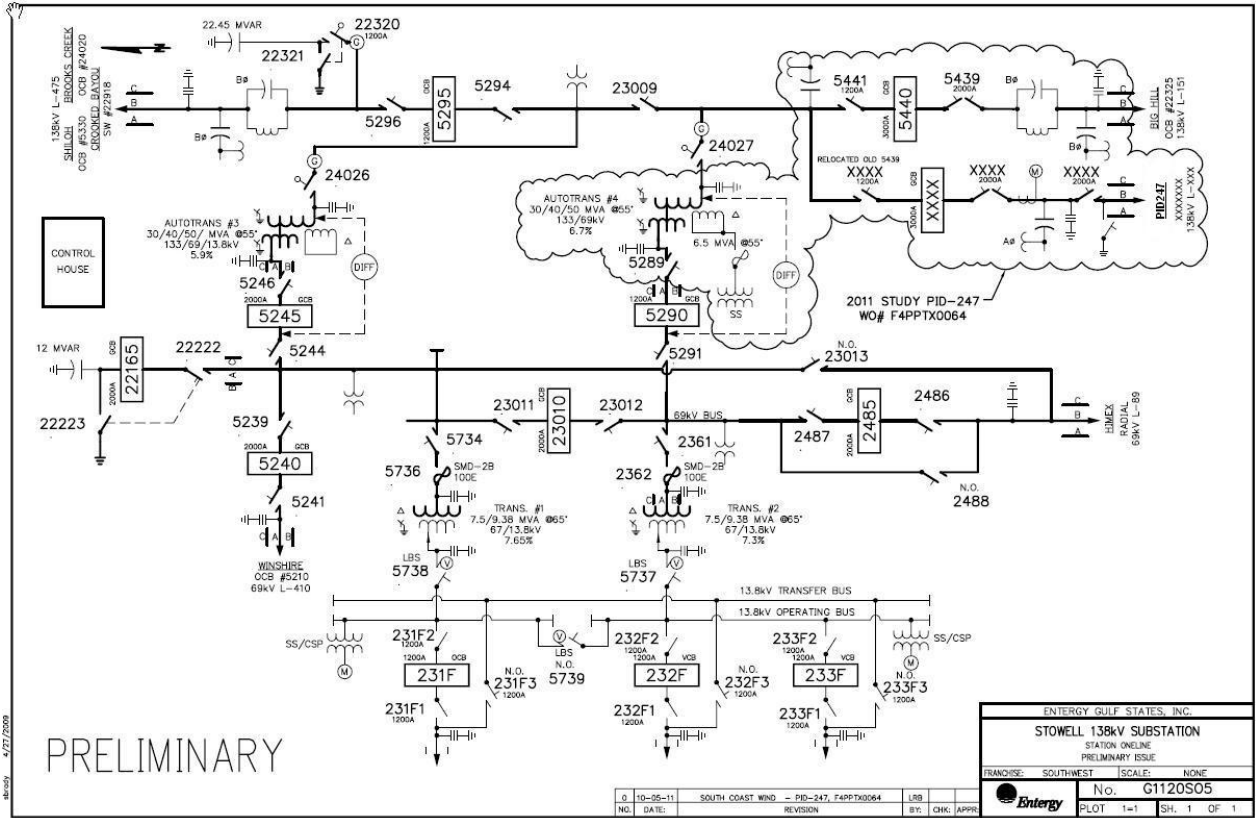 22.45 MVAR
22320
1200A
G
22321
138kV L-475
SHILOH
BROOKS CREEK
OCB #5330
OCB #24020
CROOKED BAYOU
SW #22918
C
B
A
BØ
BØ
5296
1200A
OCB
5295
5294
23009
5441
1200A
OCB
5440
3000A
5439
2000A
BØ
BØ
C
B
A
BIG HILL
OCB #22325
138kV L-151
G
24026
G
24027
RELOCATED OLD 5439
XXXX
1200A
GCB
XXXX
3000A
XXXX
2000A
M
XXXX
2000A
AØ
C
B
A
PID247
XXXXXXX
138kV L-XXX
CONTROL
HOUSE
AUTOTRANS #3
30/40/50/ MVA @55°
133/69/13.8kV
5.9%
AUTOTRANS #4
30/40/50 MVA @55°
133/69kV
6.7%
6.5 MVA @55°
DIFF
DIFF
SS
5246
C A B
2000A GCB
5245
5244
5289
C A B
1200A GCB
5290
5291
2011 STUDY PID-247
WO# F4PPTX0064
12 MVAR
GCB
22165
2000A
22222
B A C
22223
N.O.
23013
5239
2000A GCB
5240
5241
C A B
WINSHIRE
OCB #5210
69kV L-410
23011
23010
GCB
2000A
23012
69kV BUS
2487
GCB
2485
2000A
2486
N.O.
2488
C
B
A
HIMEX
RADIAL
69kV L-89
5734
5736
SMD-2B
100E
TRANS. #1
7.5/9.38 MVA @65°
67/13.8kV
7.65%
LBS
5738
V
2361
2362
SMD-2B
100E
C A B
TRANS. #2
7.5/9.38 MVA @65°
67/13.8kV
7.3%
LBS
5737
V
13.8kV TRANSFER BUS
13.8kV OPERATING BUS
SS/CSP
M
231F2
1200A OCB
231F
231F1
1200A
N.O.
231F3
1200A
V
LBS
N.O.
5739
232F2
1200A VCB
232F
232F1
1200A
N.O.
232F3
1200A
233F2
1200A VCB
233F
233F1
1200A
N.O.
233F3
1200A
SS/CSP
M
PRELIMINARY
4/27/2009
0 10-05-11 SOUTH COAST WIND - PID-247, F4PPTX0064 LRB
NO. DATE: REVISION BY: CHK: APPR:
ENTERGY GULF STATES, INC.
STOWELL 138kV SUBSTATION
STATION ONELINE
PRELIMINARY ISSUE
FRANCHISE: SOUTHWEST SCALE: NONE
Entergy
No. G1120SO5
PLOT 1=1 SH. 1 OF 1